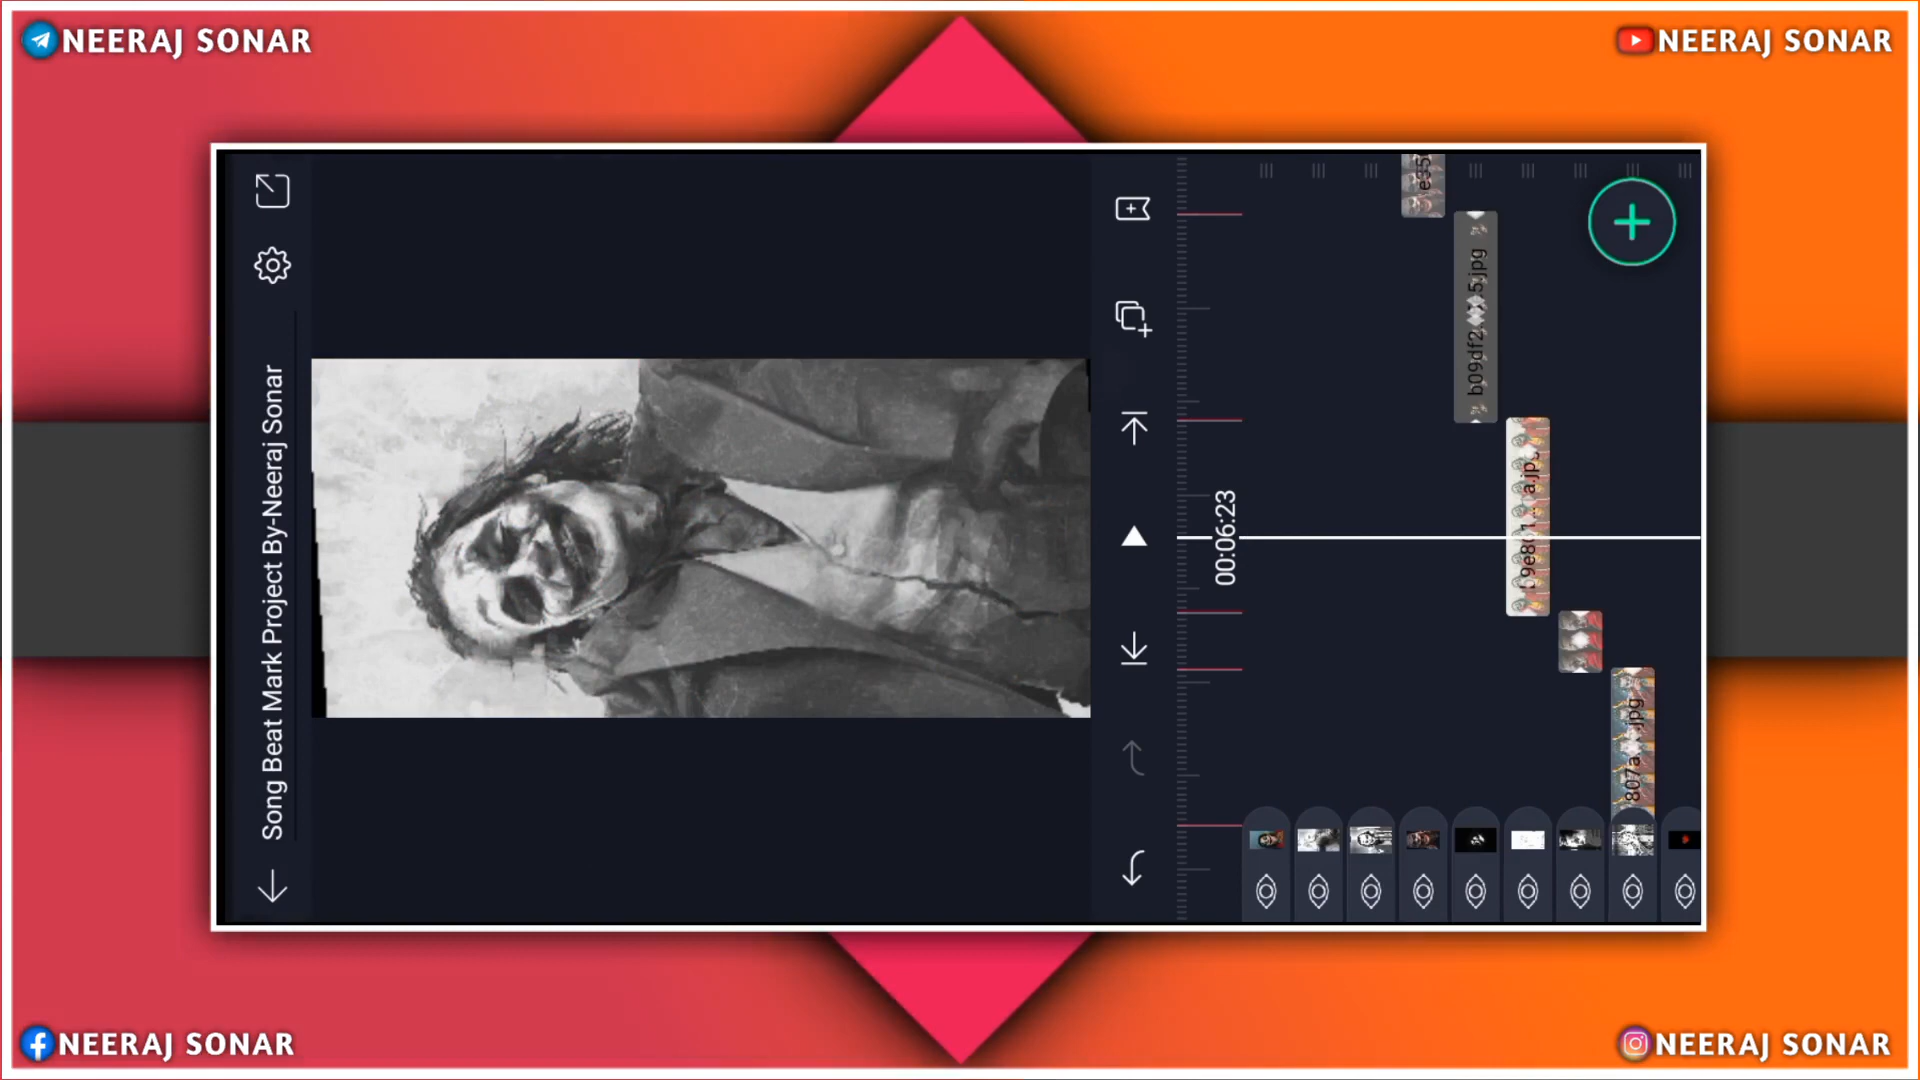 NEERAJ SONAR
NEERAJ SONAR
Song Beat Mark Project By-Neeraj Sonar
00:06:23
b09df2 5.jpg
a.jp
807a jpg
NEERAJ SONAR
NEERAJ SONAR